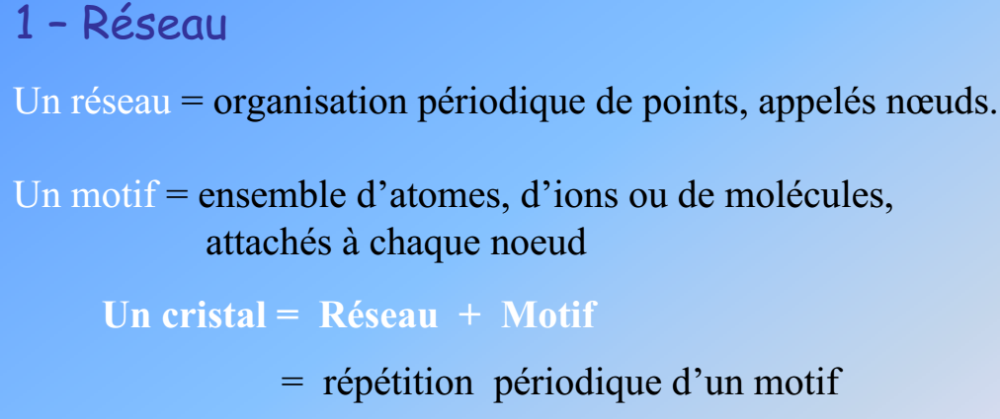 1 – Réseau
Un réseau = organisation périodique de points, appelés nœuds.
Un motif = ensemble d’atomes, d’ions ou de molécules,
attachés à chaque noeud
Un cristal = Réseau + Motif
= répétition périodique d’un motif